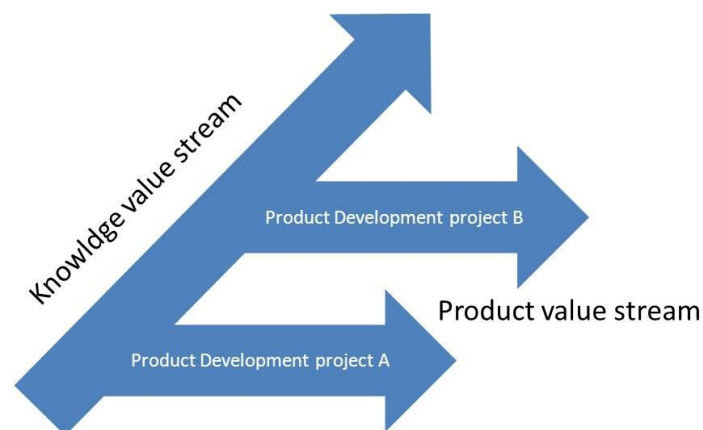 Knowldge value stream
Product Development project B
Product value stream
Product Development project A